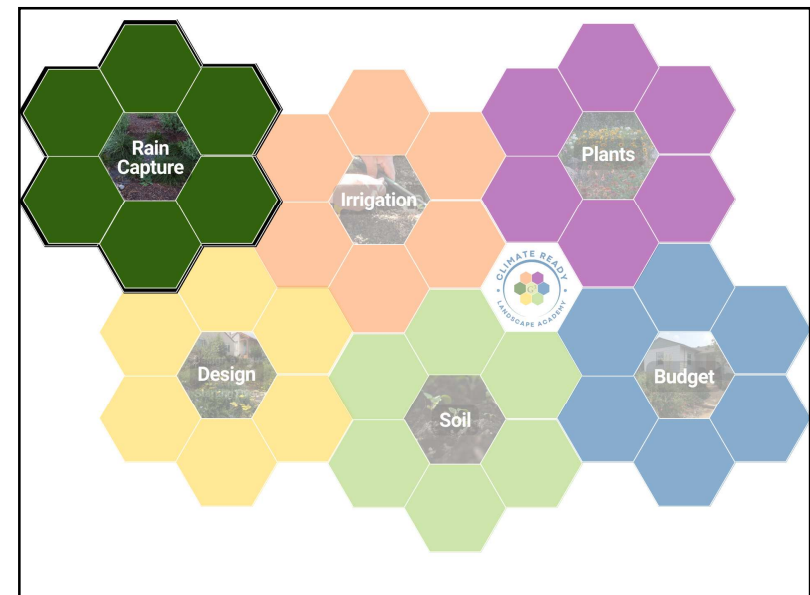 Rain
Capture
Irrigation
Plants
CLIMATE READY
LANDSCAPE ACADEMY
Design
Soil
Budget